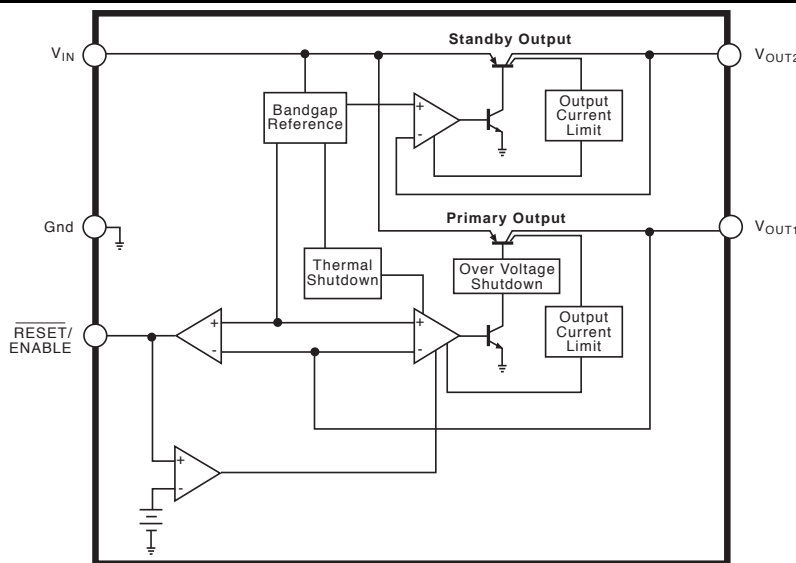 Standby Output
VIN
VOUT2
Bandgap
Reference
+
-
Output
Current
Limit
Gnd
Primary Output
VOUT1
Thermal
Shutdown
Over Voltage
Shutdown
RESET/
ENABLE
+
-
+
-
Output
Current
Limit
+
-